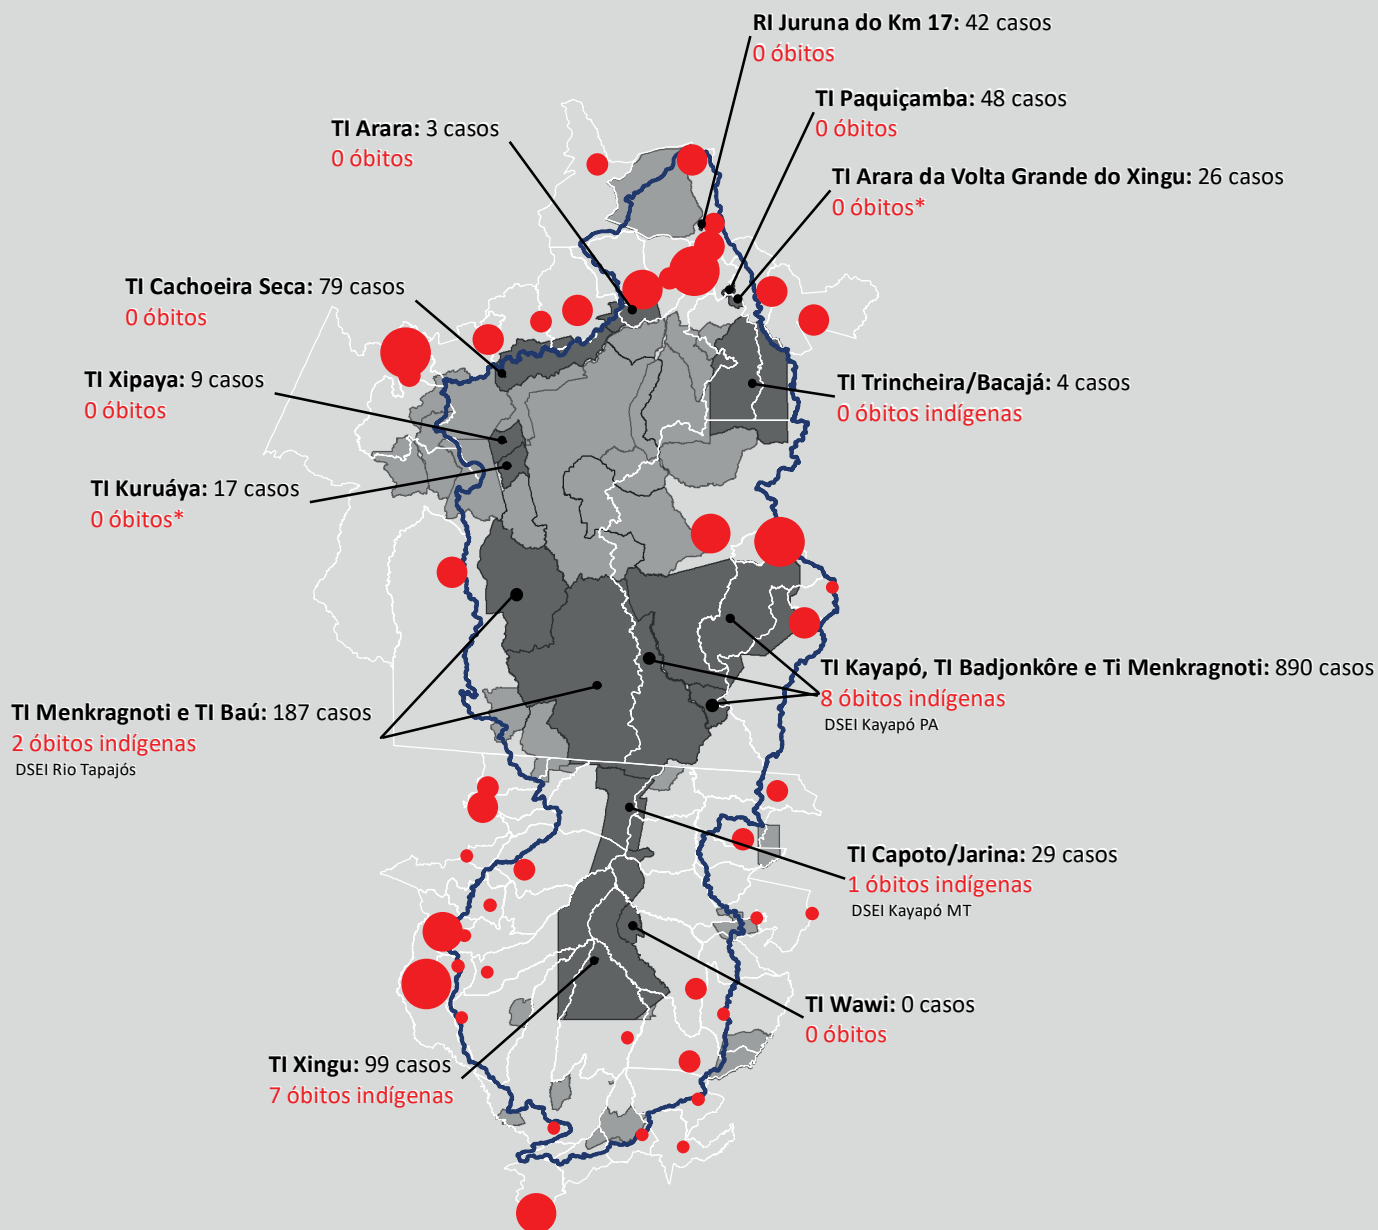 RI Juruna do Km 17: 42 casos
0 óbitos
TI Paquiçamba: 48 casos
0 óbitos
TI Arara: 3 casos
0 óbitos
TI Arara da Volta Grande do Xingu: 26 casos
0 óbitos*
TI Cachoeira Seca: 79 casos
0 óbitos
TI Xipaya: 9 casos
0 óbitos
TI Trincheira/Bacajá: 4 casos
0 óbitos indígenas
TI Kuruáya: 17 casos
0 óbitos*
TI Kayapó, TI Badjonkôre e Ti Menkragnoti: 890 casos
8 óbitos indígenas
DSEI Kayapó PA
TI Menkragnoti e TI Baú: 187 casos
2 óbitos indígenas
DSEI Rio Tapajós
TI Capoto/Jarina: 29 casos
1 óbitos indígenas
DSEI Kayapó MT
TI Wawi: 0 casos
0 óbitos
TI Xingu: 99 casos
7 óbitos indígenas